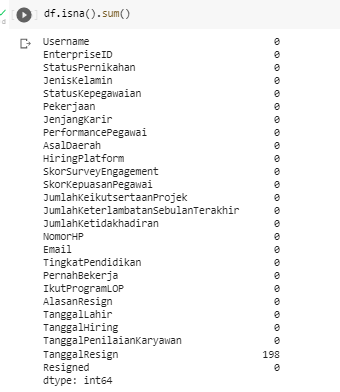 df.isna().sum()
Username 0
EnterpriseID 0
StatusPernikahan 0
JenisKelamin 0
StatusKepegawaian 0
Pekerjaan 0
JenjangKarir 0
PerformancePegawai 0
AsalDaerah 0
HiringPlatform 0
SkorSurveyEngagement 0
SkorKepuasanPegawai 0
JumlahKeikutsertaanProjek 0
JumlahKeterlambatanSebulanTerakhir 0
JumlahKetidakhadiran 0
NomorHP 0
Email 0
TingkatPendidikan 0
PernahBekerja 0
IkutProgramLOP 0
AlasanResign 0
TanggalLahir 0
TanggalHiring 0
TanggalPenilaianKaryawan 0
TanggalResign 198
Resigned 0
dtype: int64